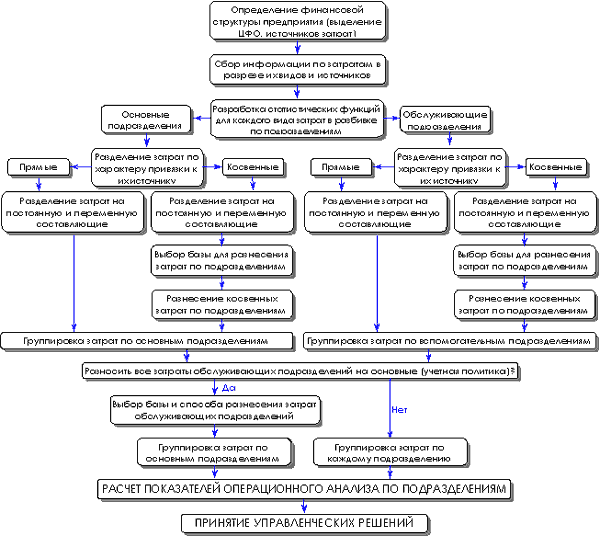 Определение финансовой
структуры предприятия (выделение
ЦФО, источников затрат)
Сбор информации по затратам в
разрезе их видов и источников
Разработка статистических функций
для каждого вида затрат в разбивке
по подразделениям
Основные
подразделения
Обслуживающие
подразделения
Прямые
Разделение затрат по
характеру привязки к
их источнику
Косвенные
Прямые
Разделение затрат по
характеру привязки к
их источнику
Косвенные
Разделение затрат на
постоянную и переменную
составляющие
Разделение затрат на
постоянную и переменную
составляющие
Разделение затрат на
постоянную и переменную
составляющие
Разделение затрат на
постоянную и переменную
составляющие
Выбор базы для разнесения
затрат по подразделениям
Выбор базы для разнесения
затрат по подразделениям
Разнесение косвенных
затрат по подразделениям
Разнесение косвенных
затрат по подразделениям
Группировка затрат по основным подразделениям
Группировка затрат по вспомогательным подразделениям
Разносить все затраты обслуживающих подразделений на основные (учетная политика)?
Да
Нет
Выбор базы и способа разнесения затрат
обслуживающих подразделений
Группировка затрат по
основным подразделениям
Группировка затрат по
каждому подразделению
РАСЧЕТ ПОКАЗАТЕЛЕЙ ОПЕРАЦИОННОГО АНАЛИЗА ПО ПОДРАЗДЕЛЕНИЯМ
ПРИНЯТИЕ УПРАВЛЕНЧЕСКИХ РЕШЕНИЙ